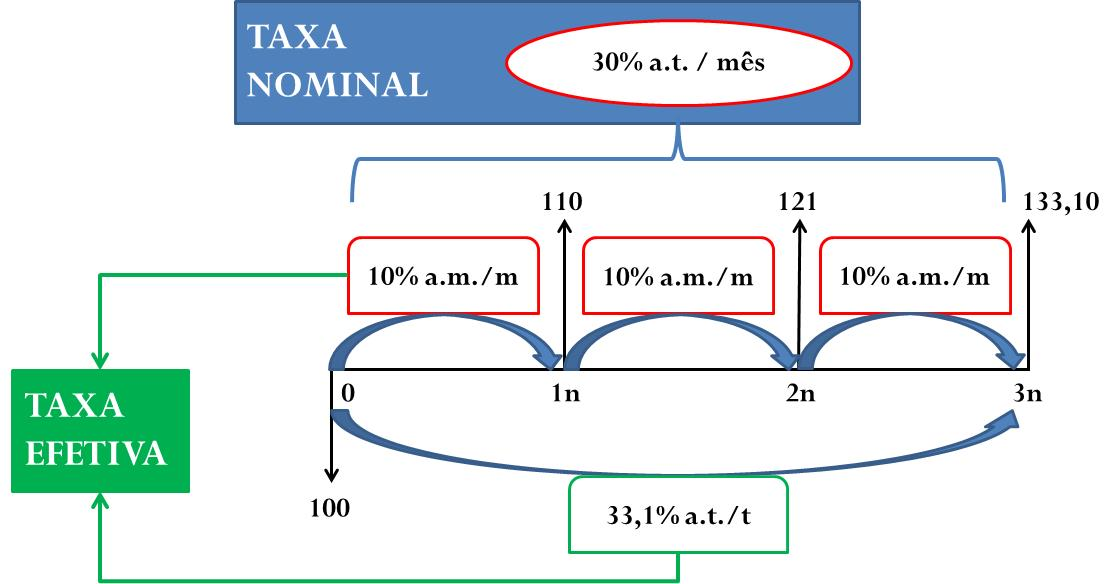 TAXA
NOMINAL
30% a.t. / mês
110
121
133,10
10% a.m./m
10% a.m./m
10% a.m./m
0
1n
2n
3n
TAXA
EFETIVA
100
33,1% a.t./t